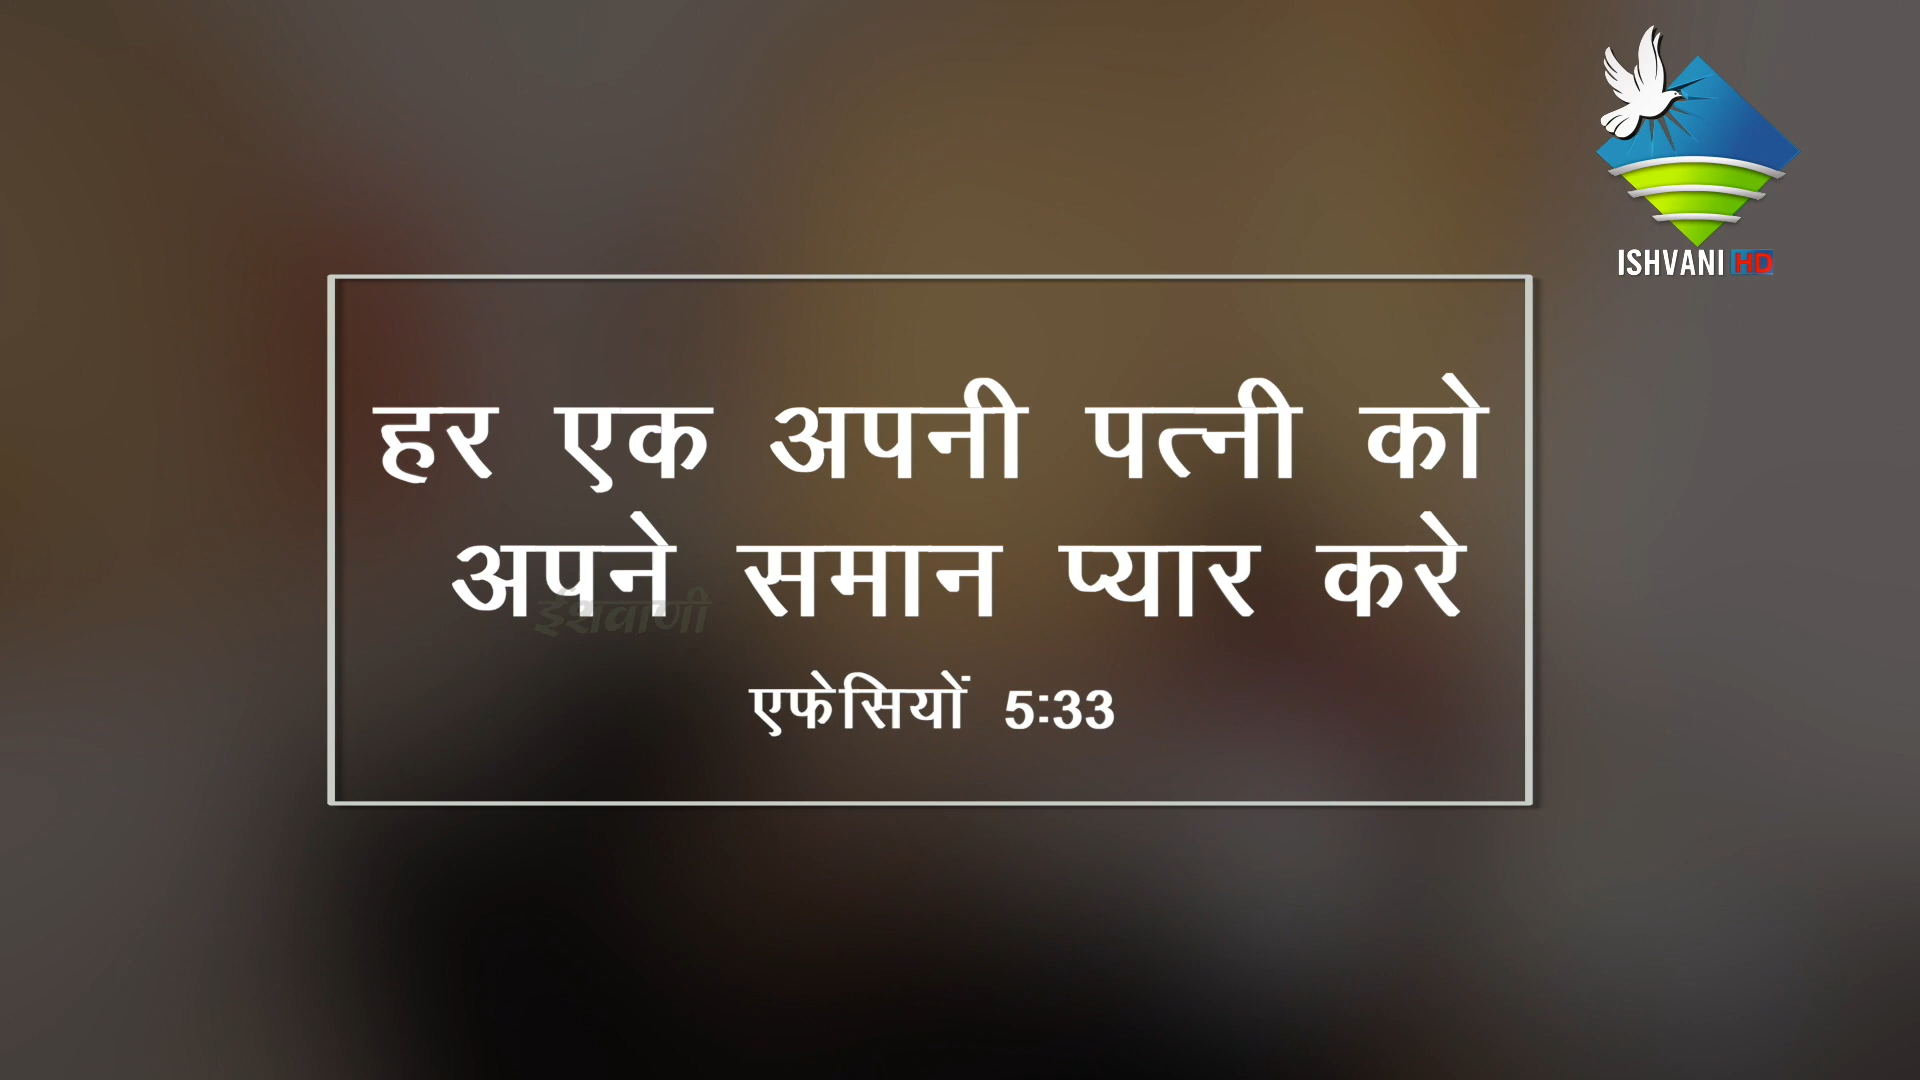 ISHVANI HD
हर एक अपनी पत्नी को
अपने समान प्यार करे
ईशवाणी
एफेसियों 5:33